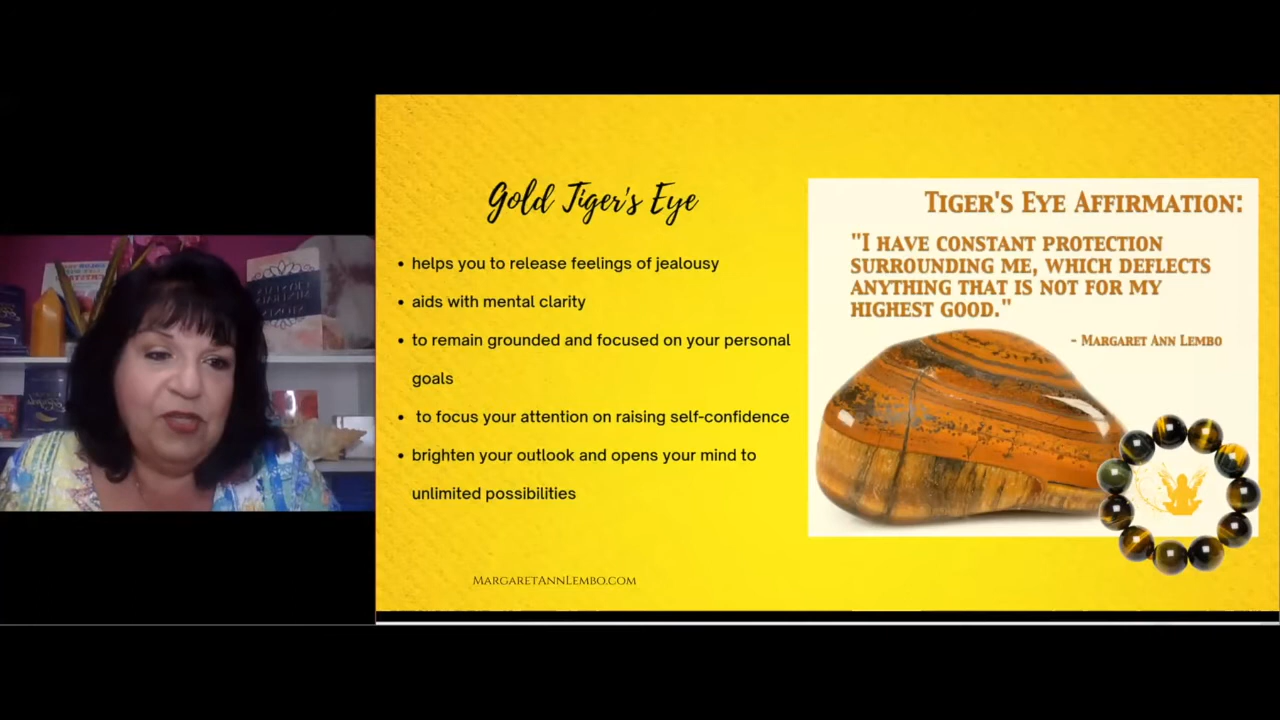 Gold Tiger's Eye
• helps you to release feelings of jealousy
• aids with mental clarity
• to remain grounded and focused on your personal
goals
• to focus your attention on raising self-confidence
• brighten your outlook and opens your mind to
unlimited possibilities
MargaretAnnLembo.com
Tiger's Eye Affirmation:
"I HAVE CONSTANT PROTECTION
SURROUNDING ME, WHICH DEFLECTS
ANYTHING THAT IS NOT FOR MY
HIGHEST GOOD."
- Margaret Ann Lembo